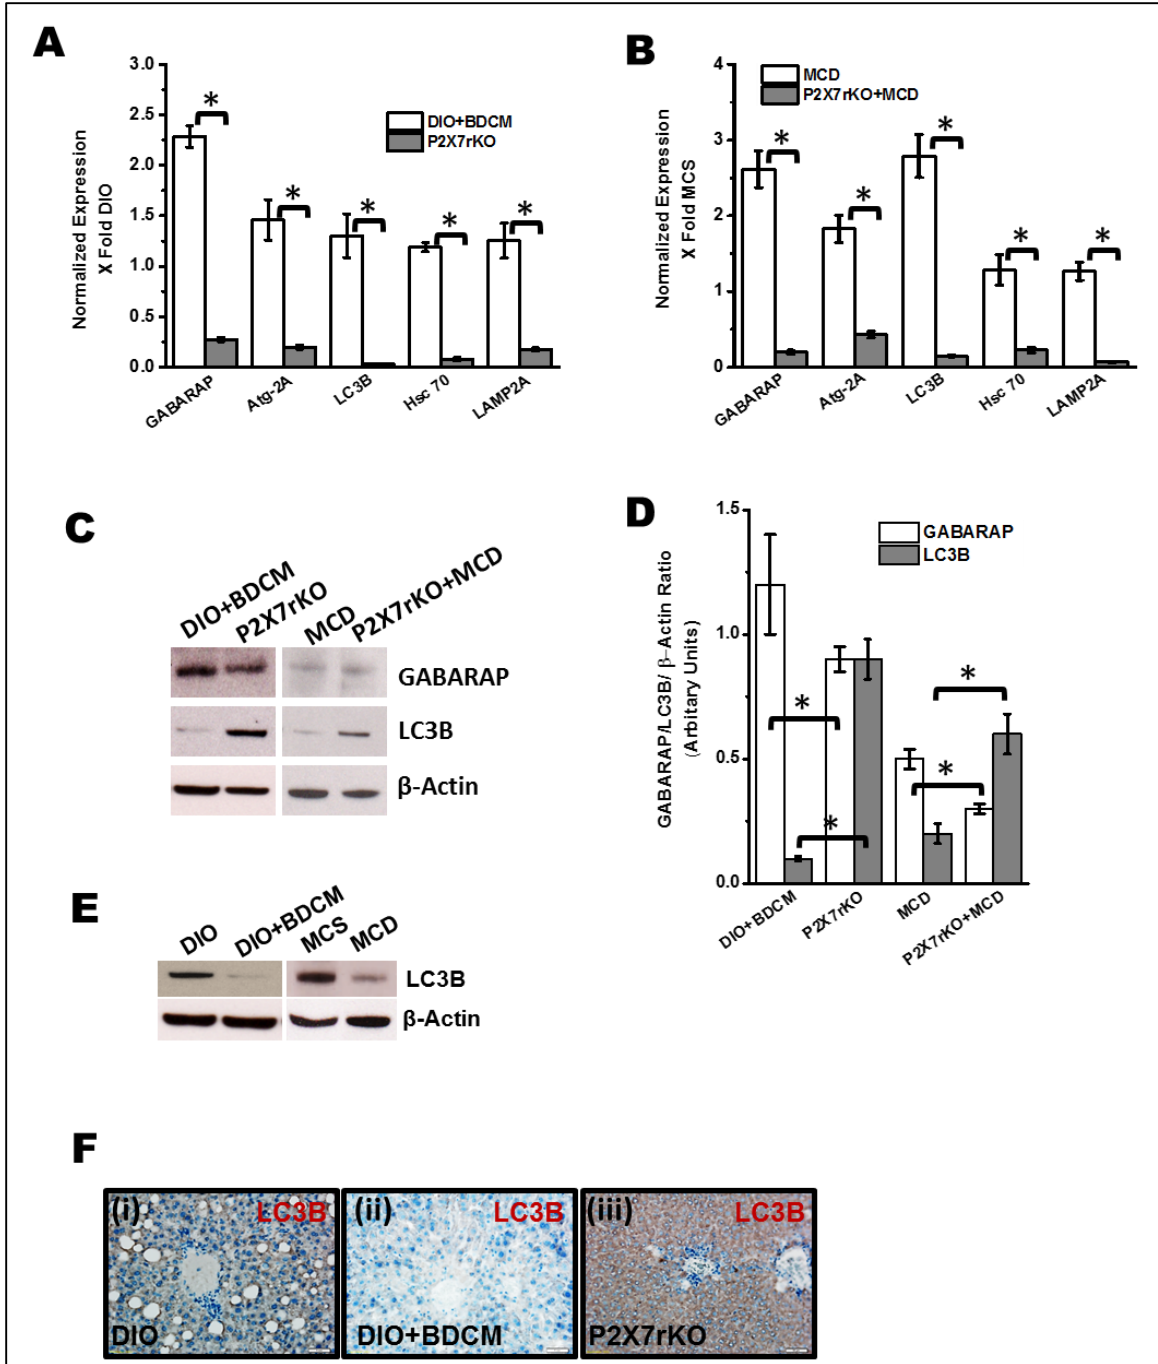 A
3.0
2.5
2.0
1.5
1.0
0.5
0.0
Normalized Expression
X Fold DIO
DIO+BDCM
P2X7rKO
*
*
*
*
*
GABARAP
Atg-2A
LC3B
Hsc 70
LAMP2A
B
4
3
2
1
0
Normalized Expression
X Fold MCS
MCD
P2X7rKO+MCD
*
*
*
*
*
GABARAP
Atg-2A
LC3B
Hsc 70
LAMP2A
C
DIO+BDCM
P2X7rKO
MCD
P2X7rKO+MCD
GABARAP
LC3B
β-Actin
D
1.5
1.0
0.5
0.0
GABARAP/LC3B/ β-Actin Ratio
(Arbitary Units)
GABARAP
LC3B
*
*
*
*
DIO+BDCM
P2X7rKO
MCD
P2X7rKO+MCD
E
DIO
DIO+BDCM
MCS
MCD
LC3B
β-Actin
F
(i) LC3B
DIO
(ii) LC3B
DIO+BDCM
(iii) LC3B
P2X7rKO